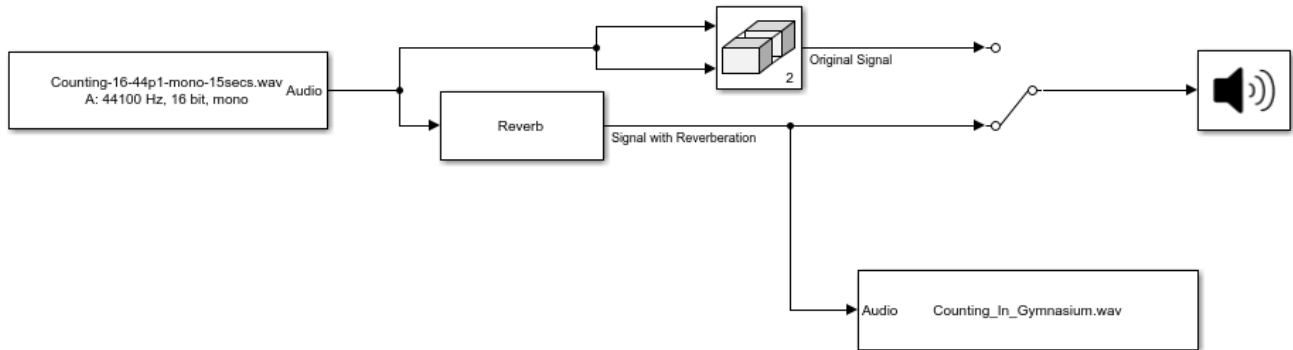 Counting-16-44p1-mono-15secs.wav
A: 44100 Hz, 16 bit, mono
Audio
2
Original Signal
Reverb
Signal with Reverberation
Audio
Counting_In_Gymnasium.wav